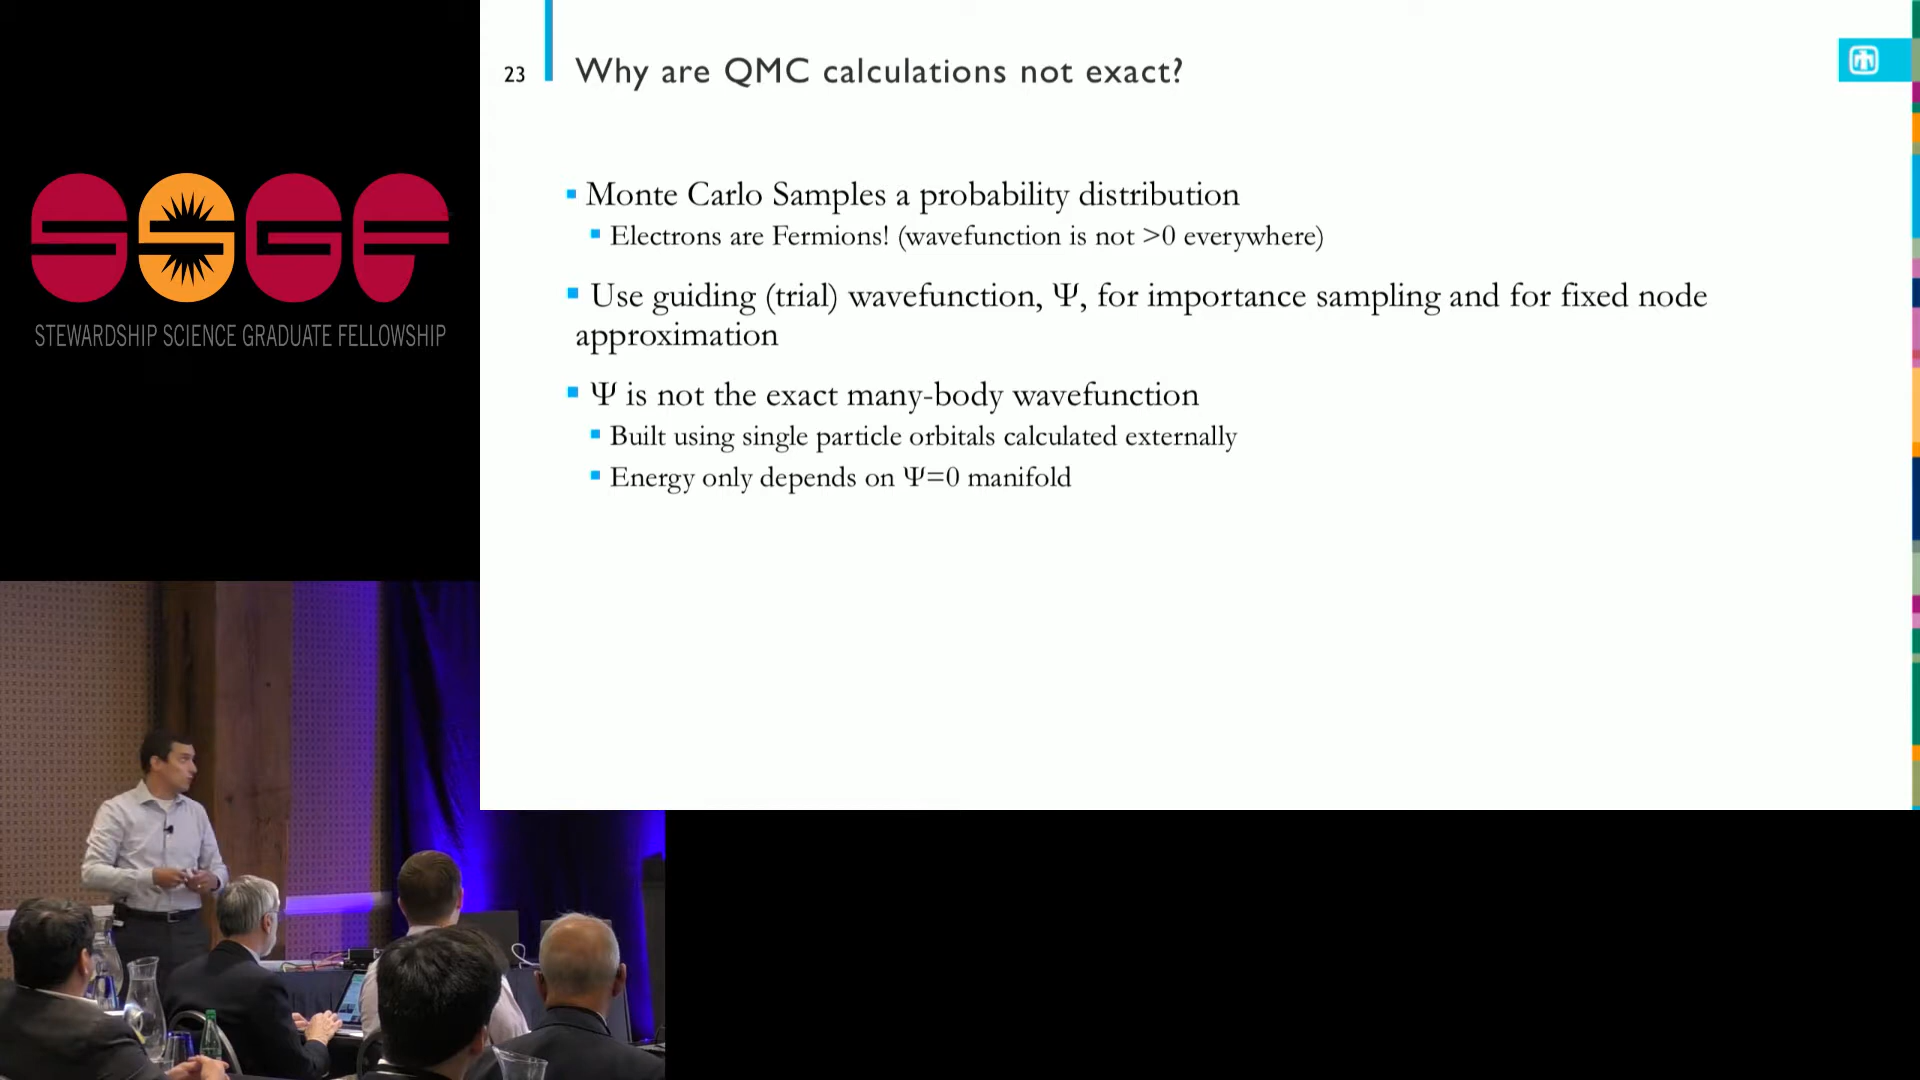 SSGF
STEWARDSHIP SCIENCE GRADUATE FELLOWSHIP
23
Why are QMC calculations not exact?
Monte Carlo Samples a probability distribution
Electrons are Fermions! (wavefunction is not >0 everywhere)
Use guiding (trial) wavefunction, Ψ, for importance sampling and for fixed node
approximation
Ψ is not the exact many-body wavefunction
Built using single particle orbitals calculated externally
Energy only depends on Ψ=0 manifold